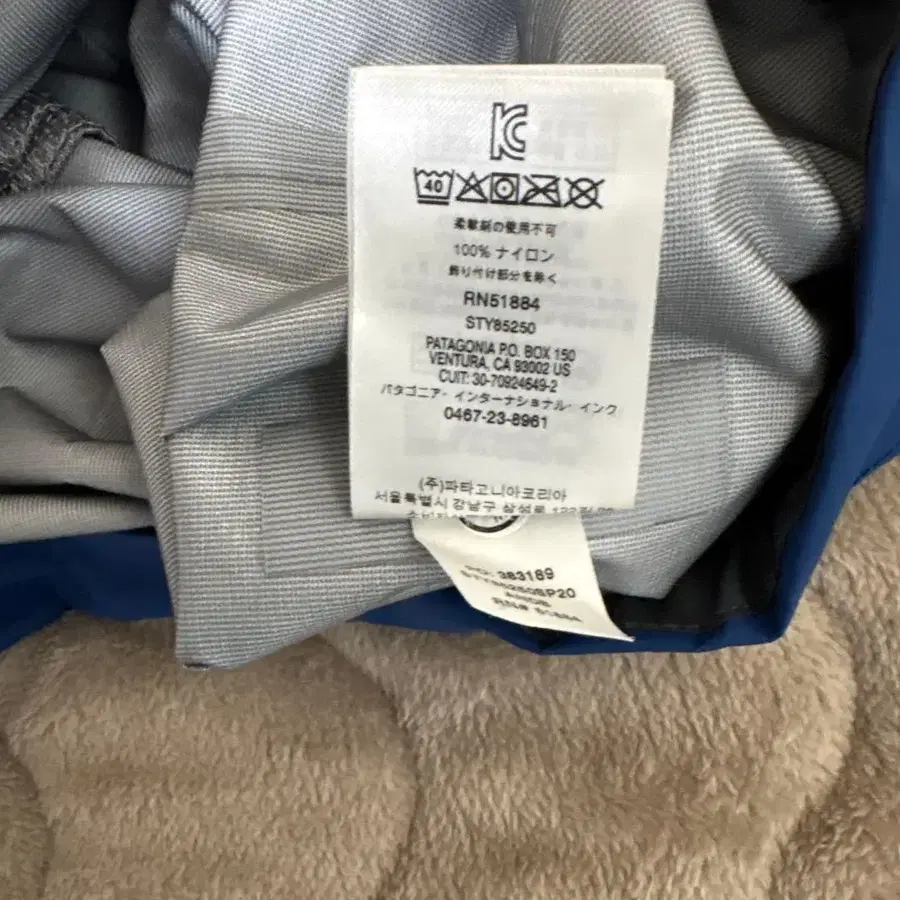 KC
40
柔軟剤の使用不可
100% ナイロン
飾り付け部分を除く
RN51884
STY85250
PATAGONIA P.O. BOX 150
VENTURA, CA 93002 US
CUIT: 30-70924649-2
パタゴニア・インターナショナル・インク
0467-23-8961
(주)파타고니아코리아
서울특별시 강남구 삼성로
PO: 383189
STY85250SP20
RN# 51884